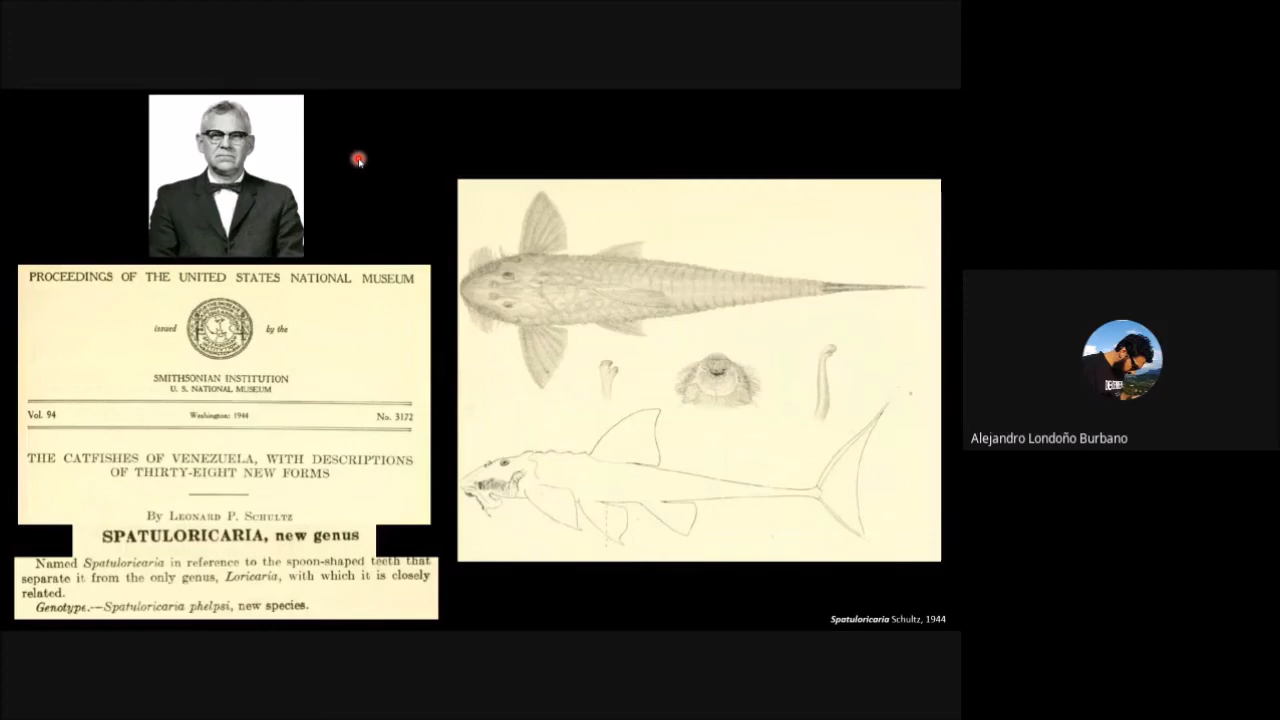 PROCEEDINGS OF THE UNITED STATES NATIONAL MUSEUM
issued by the
SMITHSONIAN INSTITUTION
U. S. NATIONAL MUSEUM
Vol. 94 Washington: 1944 No. 3172
THE CATFISHES OF VENEZUELA, WITH DESCRIPTIONS
OF THIRTY-EIGHT NEW FORMS
By Leonard P. Schultz
SPATULORICARIA, new genus
Named Spatuloricaria in reference to the spoon-shaped teeth that
separate it from the only genus, Loricaria, with which it is closely
related.
Genotype.—Spatuloricaria phelpsi, new species.
Spatuloricaria Schultz, 1944
Alejandro Londoño Burbano